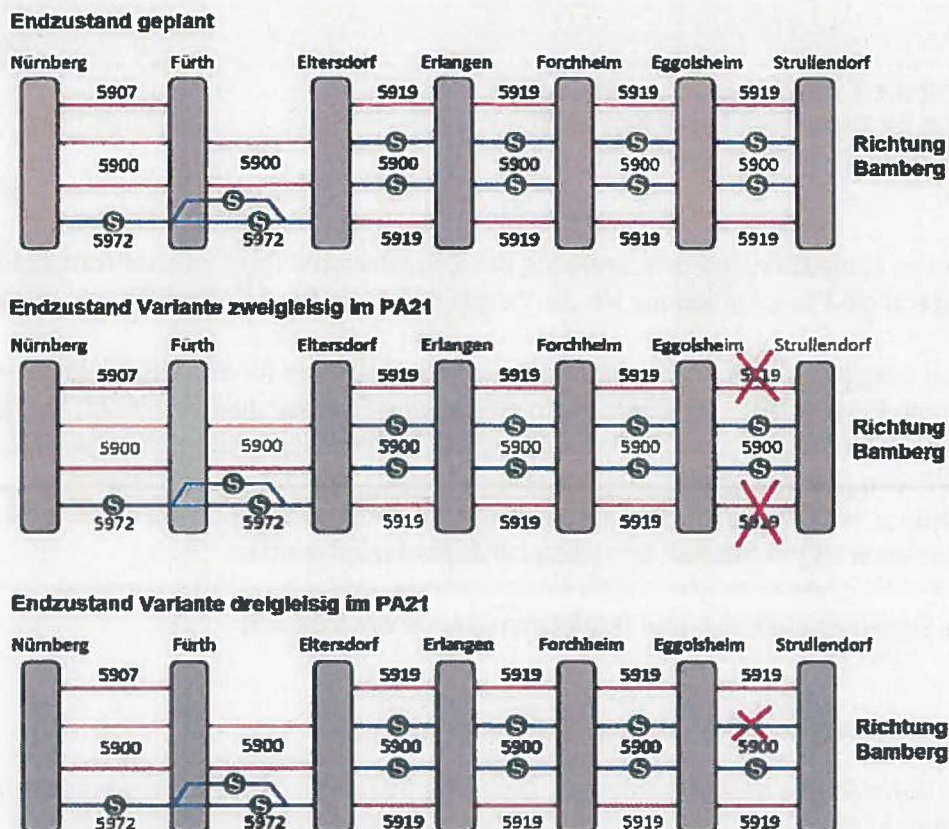 Endzustand geplant
Nürnberg Fürth Eltersdorf Erlangen Forchheim Eggolsheim Strullendorf
5907 5919 5919 5919 5919
S S S S
5900 5900 5900 5900 5900 5900
Richtung
Bamberg
S S S S S
S S
5972 5972 5919 5919 5919 5919
Endzustand Variante zweigleisig im PA21
Nürnberg Fürth Eltersdorf Erlangen Forchheim Eggolsheim Strullendorf
5907 5919 5919 5919 5919
S S S S
5900 5900 5900 5900 5900 5900
Richtung
Bamberg
S S S S S
S S
5972 5972 5919 5919 5919 5919
Endzustand Variante dreigleisig im PA21
Nürnberg Fürth Eltersdorf Erlangen Forchheim Eggolsheim Strullendorf
5907 5919 5919 5919 5919
S S S
5900 5900 5900 5900 5900 5900
Richtung
Bamberg
S S S S S
S S
5972 5972 5919 5919 5919 5919